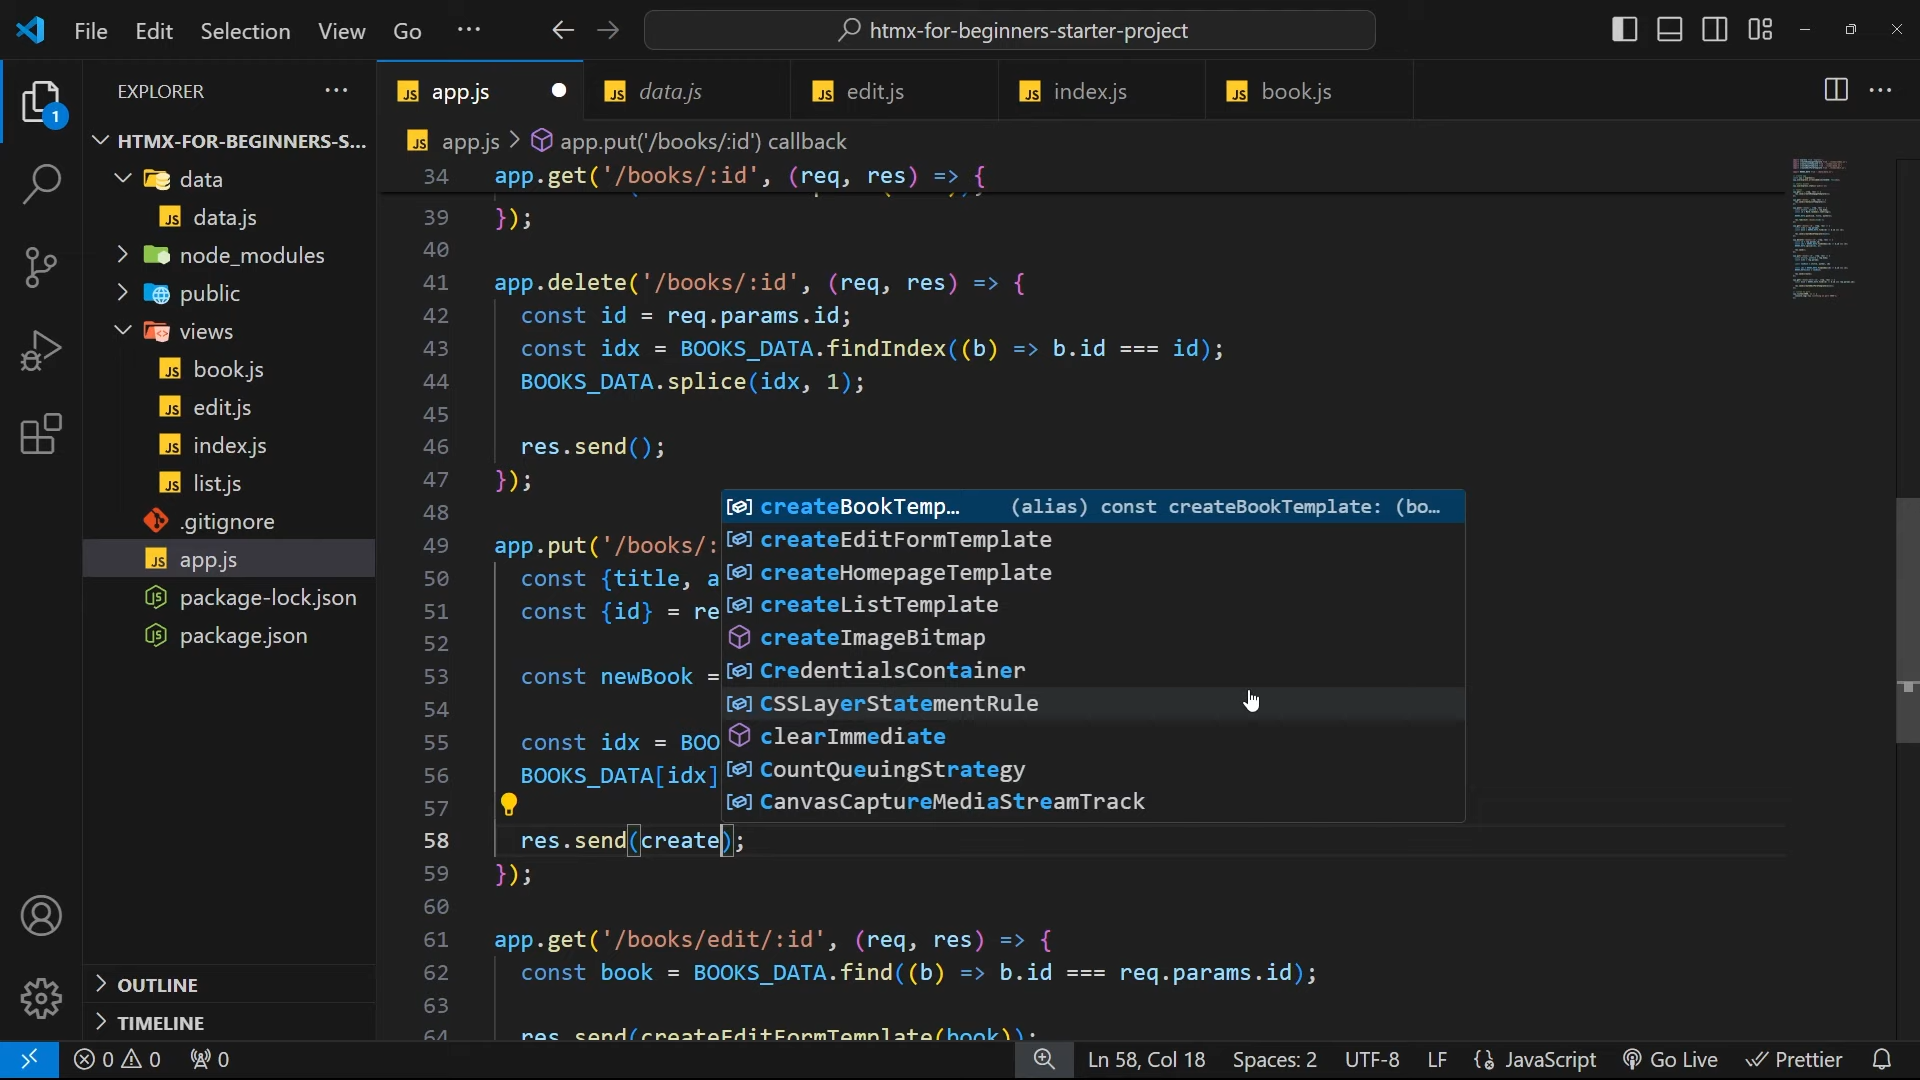 File Edit Selection View Go ··· htmx-for-beginners-starter-project
EXPLORER ···
1
HTMX-FOR-BEGINNERS-S...
data
data.js
node_modules
public
views
book.js
edit.js
index.js
list.js
.gitignore
app.js
package-lock.json
package.json
OUTLINE
TIMELINE
app.js data.js edit.js index.js book.js ···
app.js > app.put('/books/:id') callback
34 app.get('/books/:id', (req, res) => {
39 });
40
41 app.delete('/books/:id', (req, res) => {
42 const id = req.params.id;
43 const idx = BOOKS_DATA.findIndex((b) => b.id === id);
44 BOOKS_DATA.splice(idx, 1);
45
46 res.send();
47 });
48
49 app.put('/books/:
50 const {title, a
51 const {id} = re
52
53 const newBook =
54
55 const idx = BOO
56 BOOKS_DATA[idx]
57
58 res.send(create);
59 });
60
61 app.get('/books/edit/:id', (req, res) => {
62 const book = BOOKS_DATA.find((b) => b.id === req.params.id);
63
64 res.send(createEditFormTemplate(book));
createBookTemp... (alias) const createBookTemplate: (bo...
createEditFormTemplate
createHomepageTemplate
createListTemplate
createImageBitmap
CredentialsContainer
CSSLayerStatementRule
clearImmediate
CountQueuingStrategy
CanvasCaptureMediaStreamTrack
0 0 0 Ln 58, Col 18 Spaces: 2 UTF-8 LF {} JavaScript Go Live Prettier